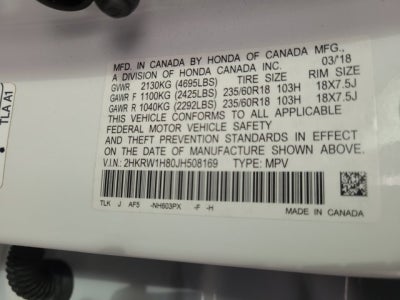 MFD. IN CANADA BY HONDA OF CANADA MFG.,
A DIVISION OF HONDA CANADA INC. 03/18
GVWR 2130KG (4695LBS) TIRE SIZE RIM SIZE
GAWR F 1100KG (2425LBS) 235/60R18 103H 18X7.5J
GAWR R 1040KG (2292LBS) 235/60R18 103H 18X7.5J
THIS VEHICLE CONFORMS TO ALL APPLICABLE
FEDERAL MOTOR VEHICLE SAFETY
AND THEFT PREVENTION STANDARDS IN EFFECT
ON THE DATE OF MANUFACTURE SHOWN ABOVE.
V.I.N.: 2HKRW1H80JH508169 TYPE: MPV
TLK J AF5 -NH603PX -F -H
MADE IN CANADA
TLA A1